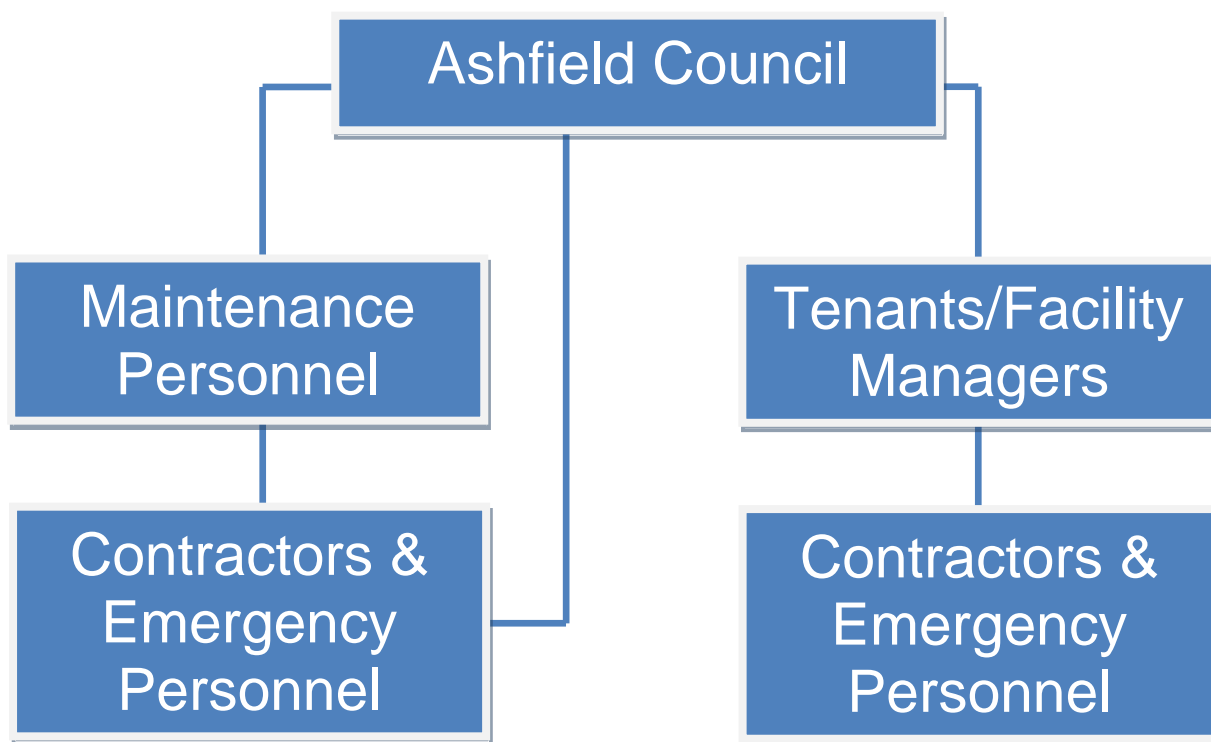 Ashfield Council
Maintenance
Personnel
Tenants/Facility
Managers
Contractors &
Emergency
Personnel
Contractors &
Emergency
Personnel